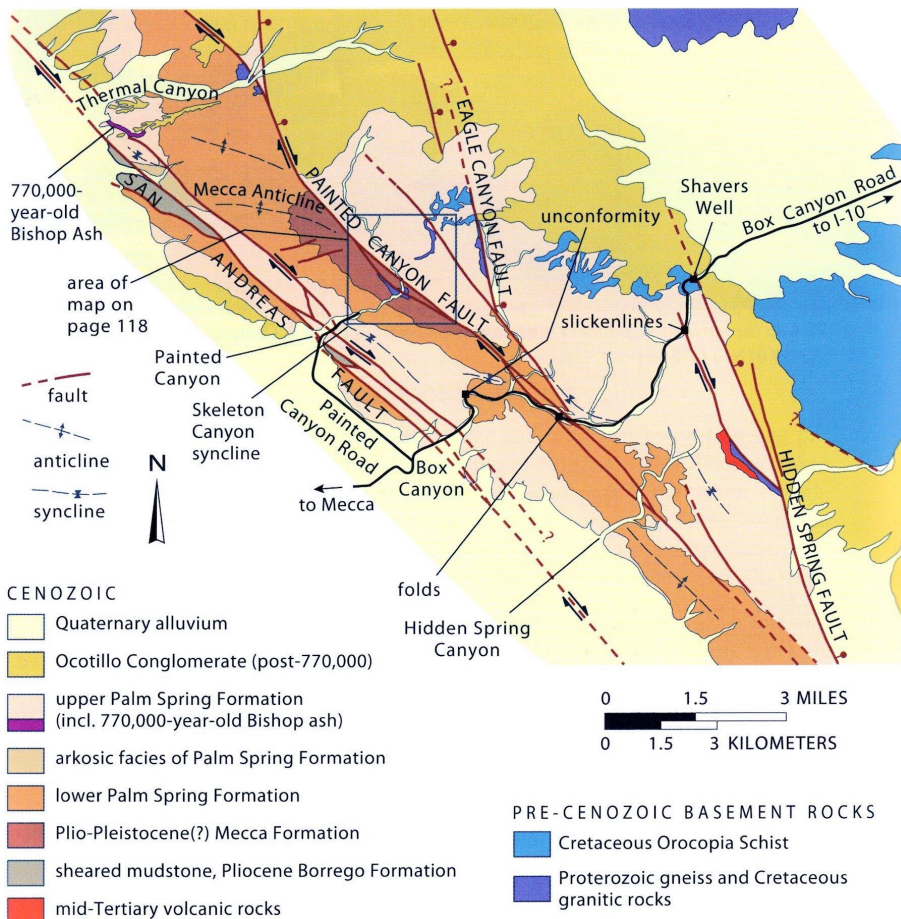 Thermal Canyon
770,000-
year-old
Bishop Ash
SAN
ANDREAS
FAULT
Mecca Anticline
PAINTED CANYON FAULT
EAGLE CANYON FAULT
?
unconformity
Shavers
Well
Box Canyon Road
to I-10
area of
map on
page 118
slickenlines
Painted
Canyon
Skeleton
Canyon
syncline
Painted
Canyon Road
Box
Canyon
to Mecca
?
?
folds
Hidden Spring
Canyon
HIDDEN SPRING FAULT
fault
anticline
syncline
N
CENOZOIC
Quaternary alluvium
Ocotillo Conglomerate (post-770,000)
upper Palm Spring Formation
(incl. 770,000-year-old Bishop ash)
arkosic facies of Palm Spring Formation
lower Palm Spring Formation
Plio-Pleistocene(?) Mecca Formation
sheared mudstone, Pliocene Borrego Formation
mid-Tertiary volcanic rocks
0 1.5 3 MILES
0 1.5 3 KILOMETERS
PRE-CENOZOIC BASEMENT ROCKS
Cretaceous Orocopia Schist
Proterozoic gneiss and Cretaceous
granitic rocks